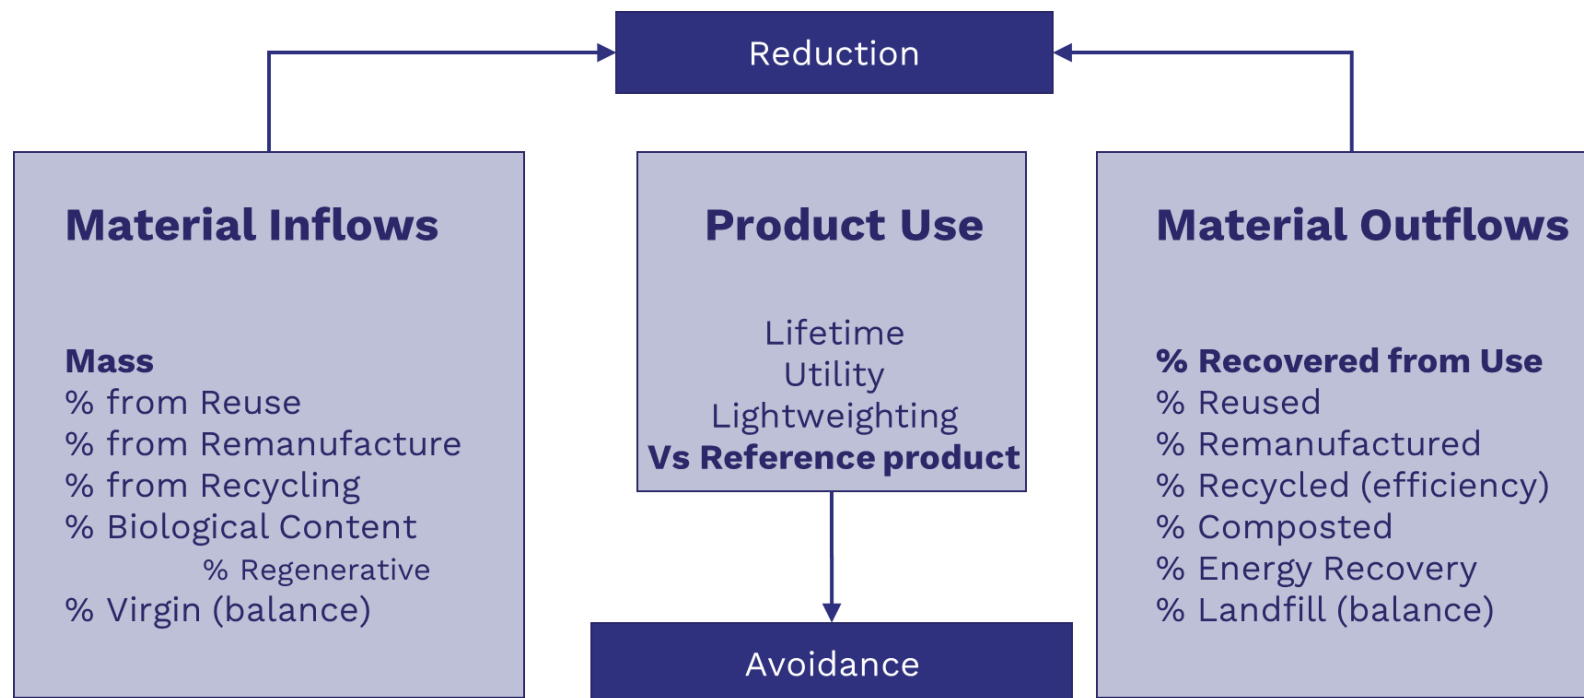 Reduction
Material Inflows
Mass
% from Reuse
% from Remanufacture
% from Recycling
% Biological Content
% Regenerative
% Virgin (balance)
Product Use
Lifetime
Utility
Lightweighting
Vs Reference product
Material Outflows
% Recovered from Use
% Reused
% Remanufactured
% Recycled (efficiency)
% Composted
% Energy Recovery
% Landfill (balance)
Avoidance